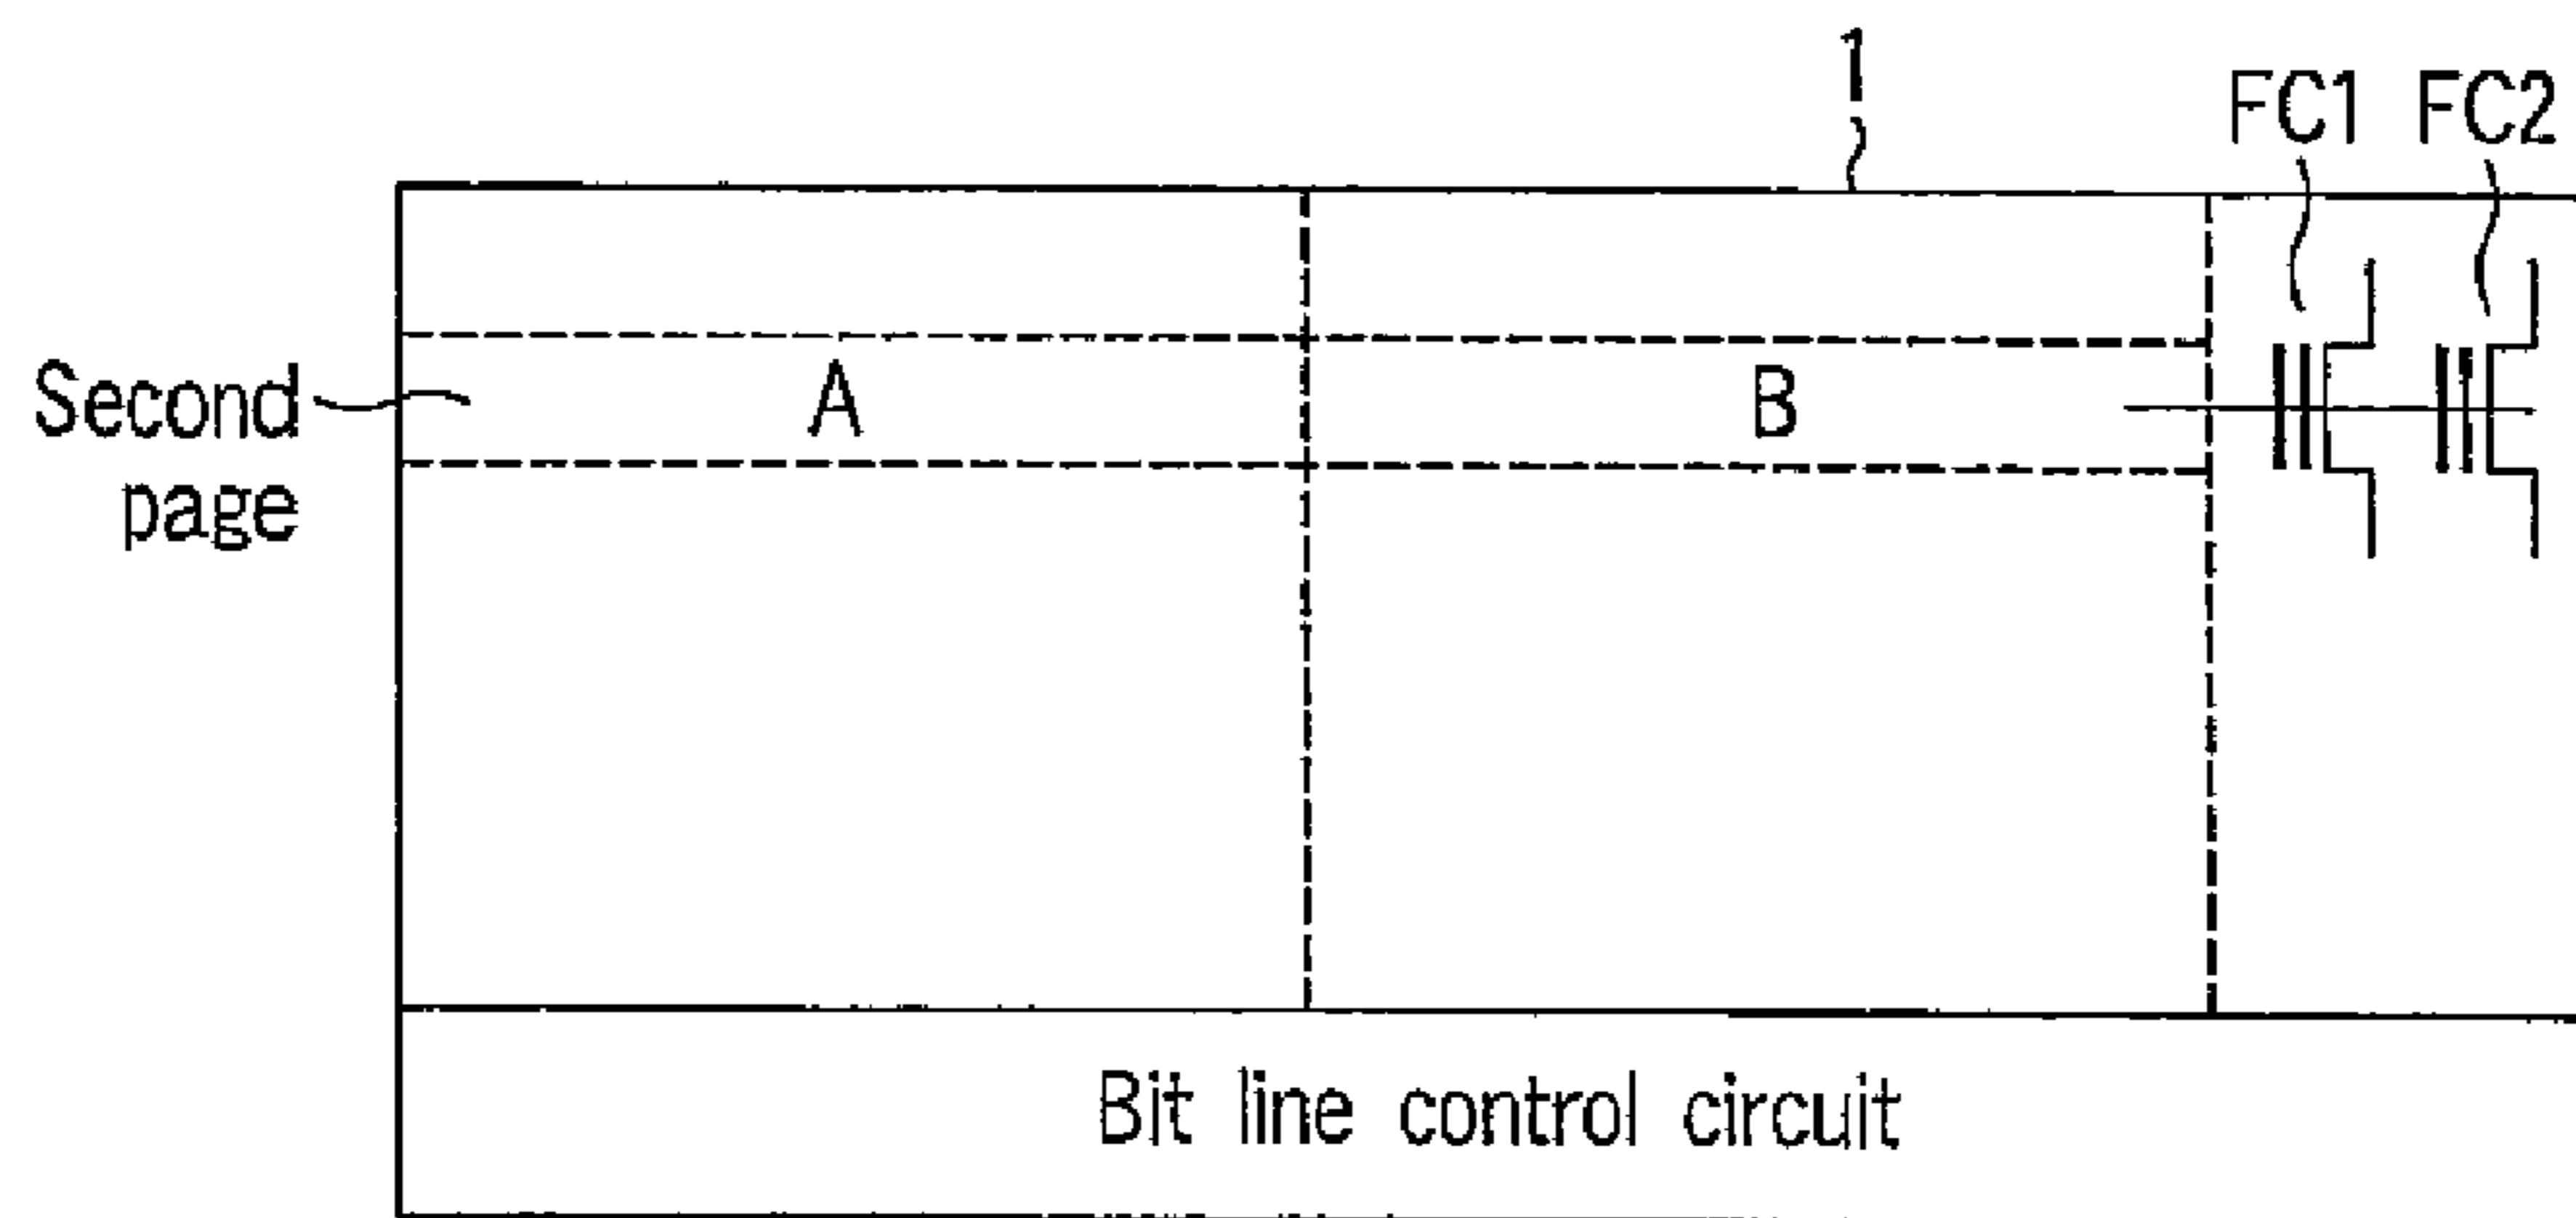 1
FC1 FC2
Second
page
A
B
Bit line control circuit